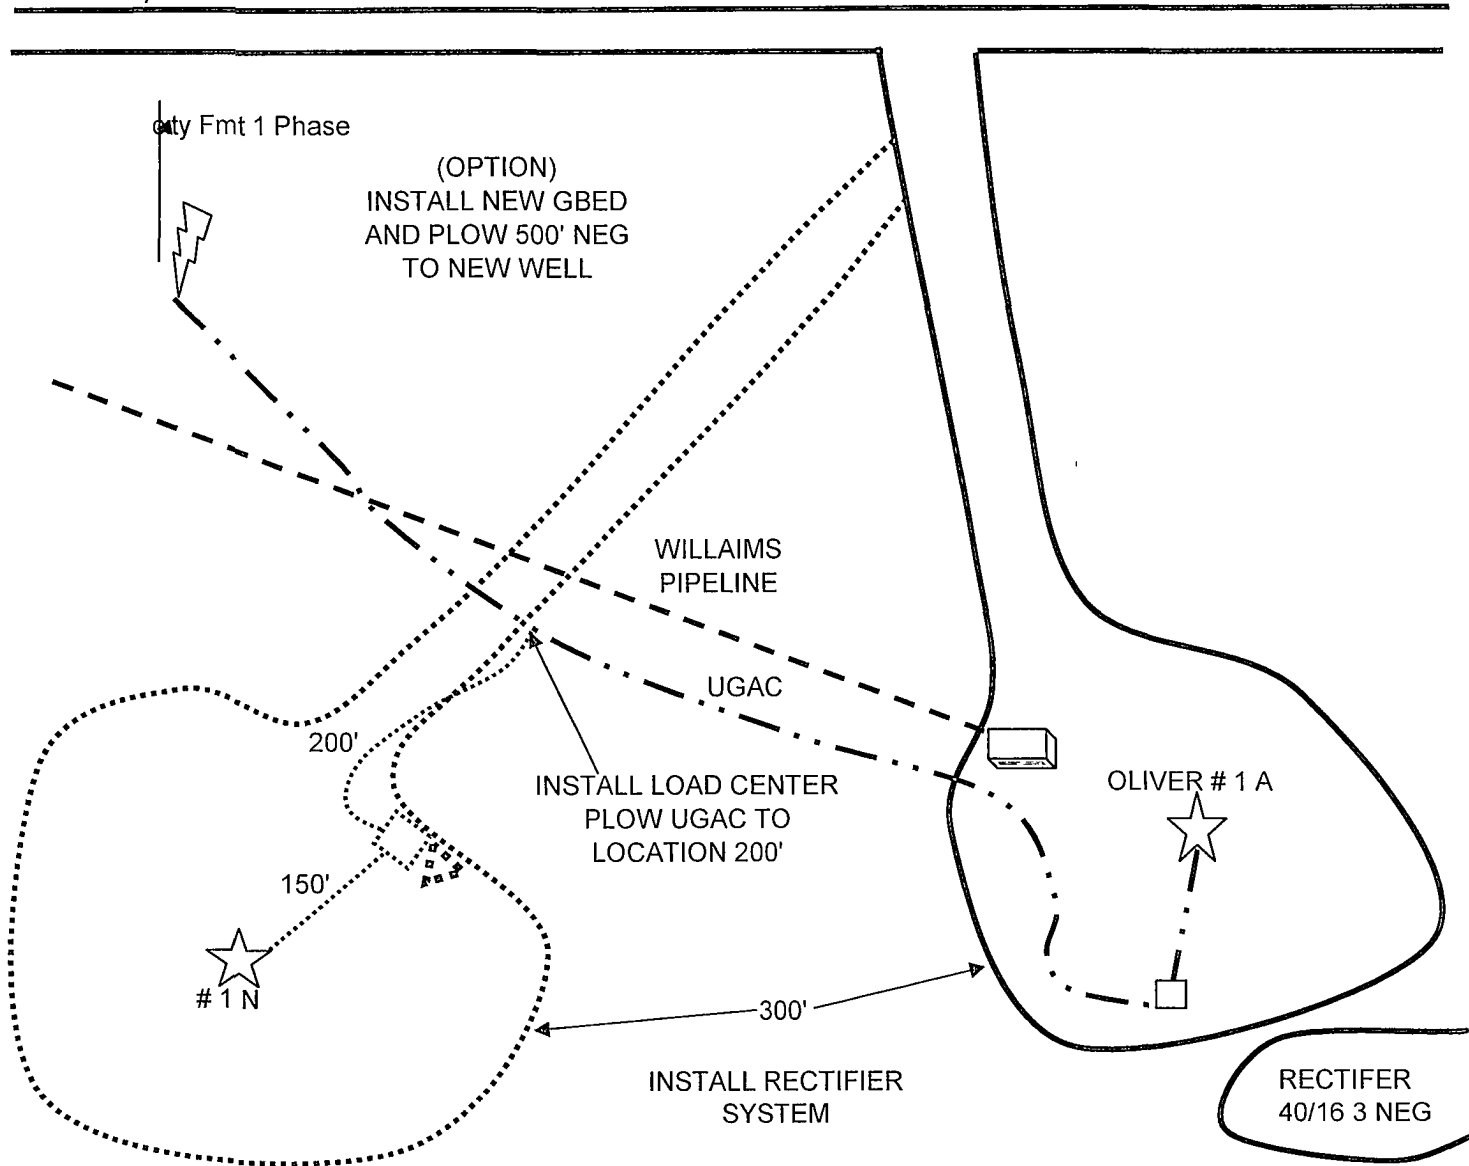 Fmt 1 Phase
(OPTION)
INSTALL NEW GBED
AND PLOW 500' NEG
TO NEW WELL
WILLAIMS
PIPELINE
UGAC
200'
INSTALL LOAD CENTER
PLOW UGAC TO
LOCATION 200'
OLIVER # 1 A
150'
# 1 N
300'
INSTALL RECTIFIER
SYSTEM
RECTIFER
40/16 3 NEG